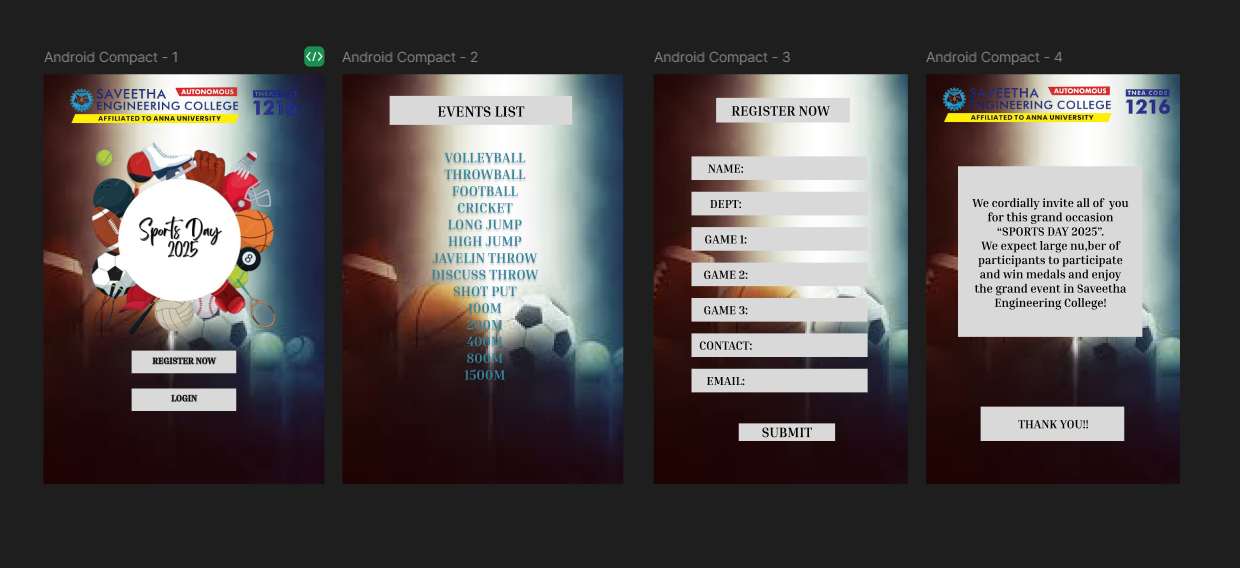 Android Compact - 1
</>
SAVEETHA
AUTONOMOUS
ENGINEERING COLLEGE
AFFILIATED TO ANNA UNIVERSITY
TNEA CODE
1216
Sports Day
2025
8
REGISTER NOW
LOGIN
Android Compact - 2
EVENTS LIST
VOLLEYBALL
THROWBALL
FOOTBALL
CRICKET
LONG JUMP
HIGH JUMP
JAVELIN THROW
DISCUSS THROW
SHOT PUT
100M
200M
400M
800M
1500M
Android Compact - 3
REGISTER NOW
NAME:
DEPT:
GAME 1:
GAME 2:
GAME 3:
CONTACT:
EMAIL:
SUBMIT
Android Compact - 4
SAVEETHA
AUTONOMOUS
ENGINEERING COLLEGE
AFFILIATED TO ANNA UNIVERSITY
TNEA CODE
1216
We cordially invite all of you
for this grand occasion
“SPORTS DAY 2025”.
We expect large nu,ber of
participants to participate
and win medals and enjoy
the grand event in Saveetha
Engineering College!
THANK YOU!!